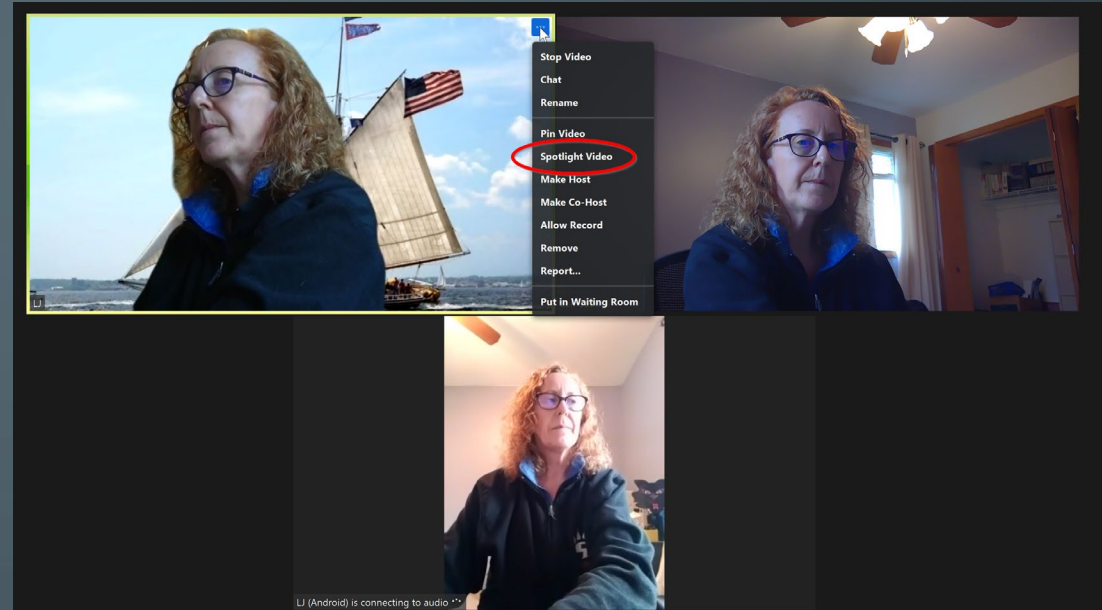 Stop Video
Chat
Rename
Pin Video
Spotlight Video
Make Host
Make Co-Host
Allow Record
Remove
Report...
Put in Waiting Room
LJ
LJ (Android) is connecting to audio